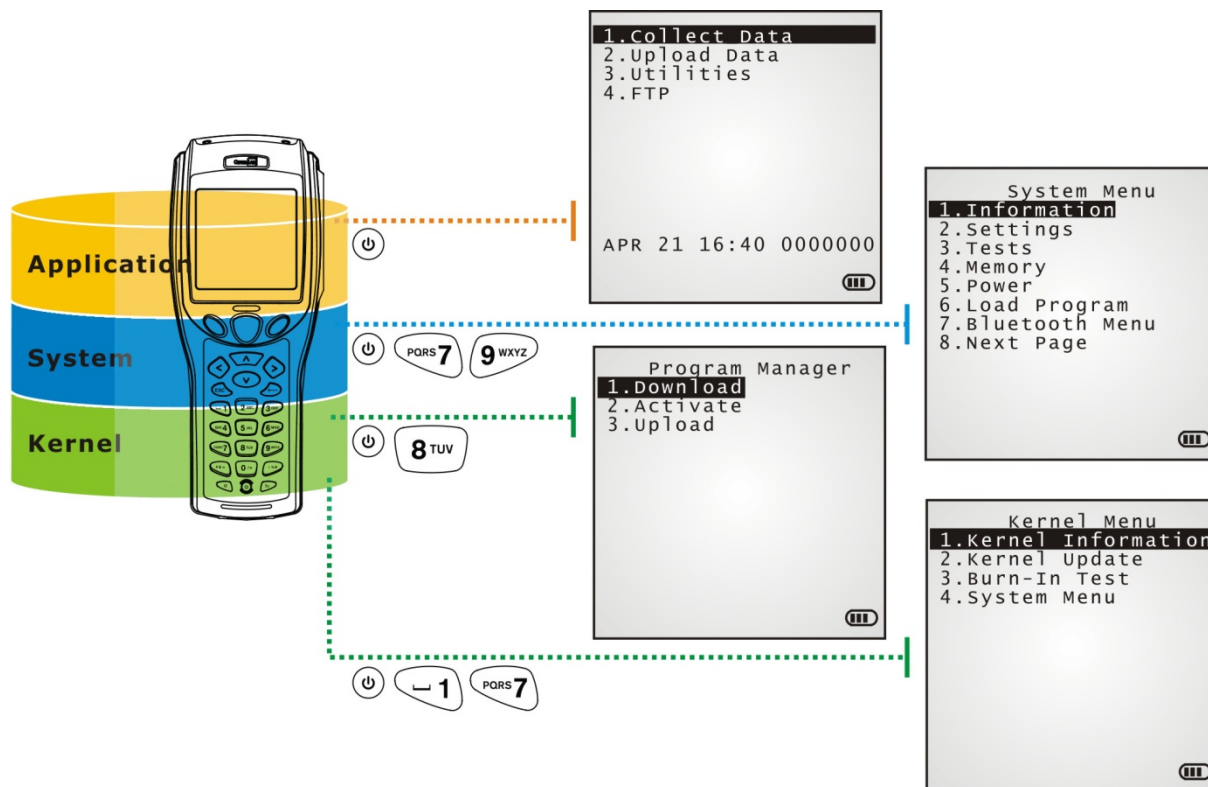 1.Collect Data
2.Upload Data
3.Utilities
4.FTP
APR 21 16:40 0000000
Application
System
Kernel
PQRS 7
9 WXYZ
System Menu
1.Information
2.Settings
3.Tests
4.Memory
5.Power
6.Load Program
7.Bluetooth Menu
8.Next Page
8 TUV
Program Manager
1.Download
2.Activate
3.Upload
1
PQRS 7
Kernel Menu
1.Kernel Information
2.Kernel Update
3.Burn-In Test
4.System Menu